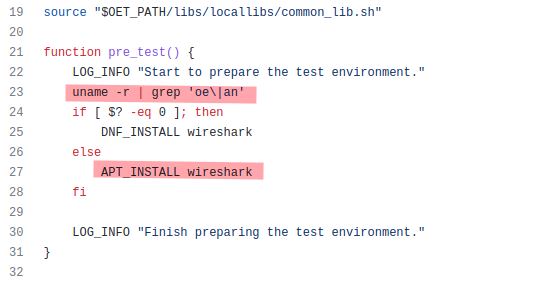 19 source "$OET_PATH/libs/locallibs/common_lib.sh"
20
21 function pre_test() {
22     LOG_INFO "Start to prepare the test environment."
23     uname -r | grep 'oe\|an'
24     if [ $? -eq 0 ]; then
25         DNF_INSTALL wireshark
26     else
27         APT_INSTALL wireshark
28     fi
29
30     LOG_INFO "Finish preparing the test environment."
31 }
32